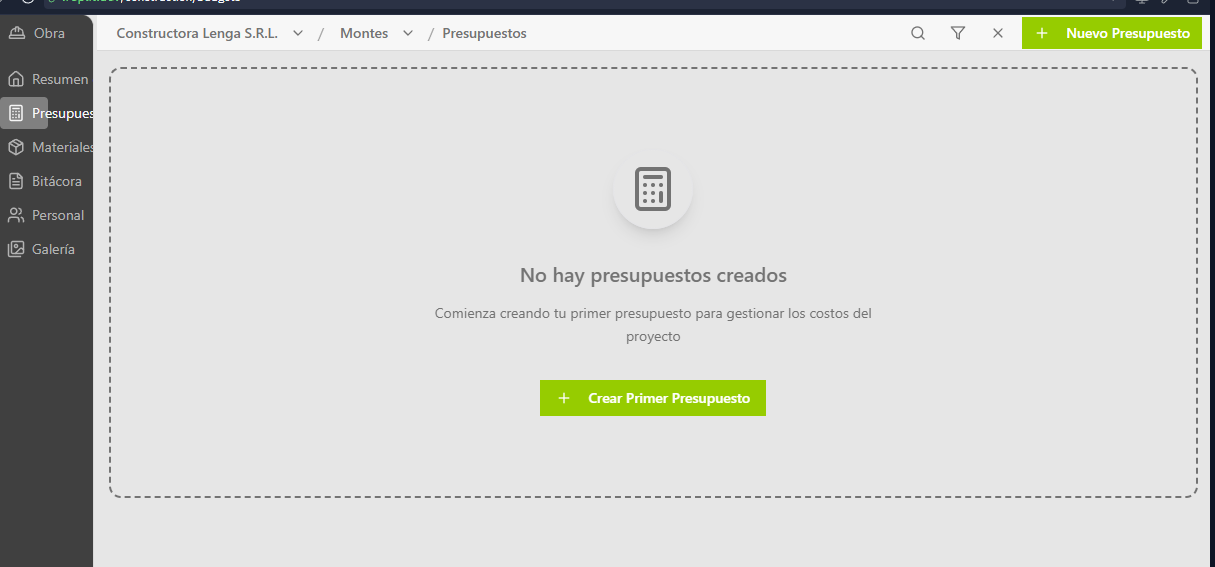 Obra
Constructora Lenga S.R.L. / Montes / Presupuestos
Nuevo Presupuesto
Resumen
Presupues
Materiales
Bitácora
Personal
Galería
No hay presupuestos creados
Comienza creando tu primer presupuesto para gestionar los costos del
proyecto
Crear Primer Presupuesto